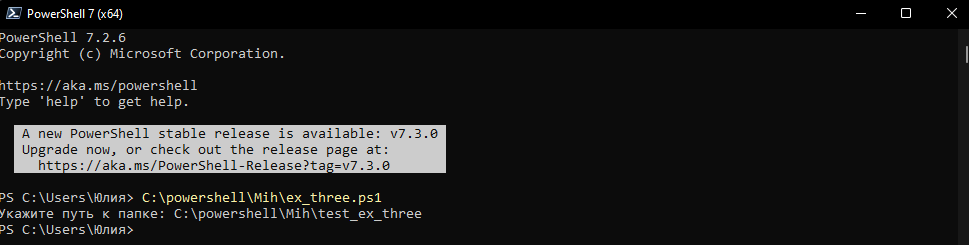 PowerShell 7 (x64)
PowerShell 7.2.6
Copyright (c) Microsoft Corporation.
https://aka.ms/powershell
Type 'help' to get help.
A new PowerShell stable release is available: v7.3.0
Upgrade now, or check out the release page at:
https://aka.ms/PowerShell-Release?tag=v7.3.0
PS C:\Users\Юлия> C:\powershell\Mih\ex_three.ps1
Укажите путь к папке: C:\powershell\Mih\test_ex_three
PS C:\Users\Юлия>